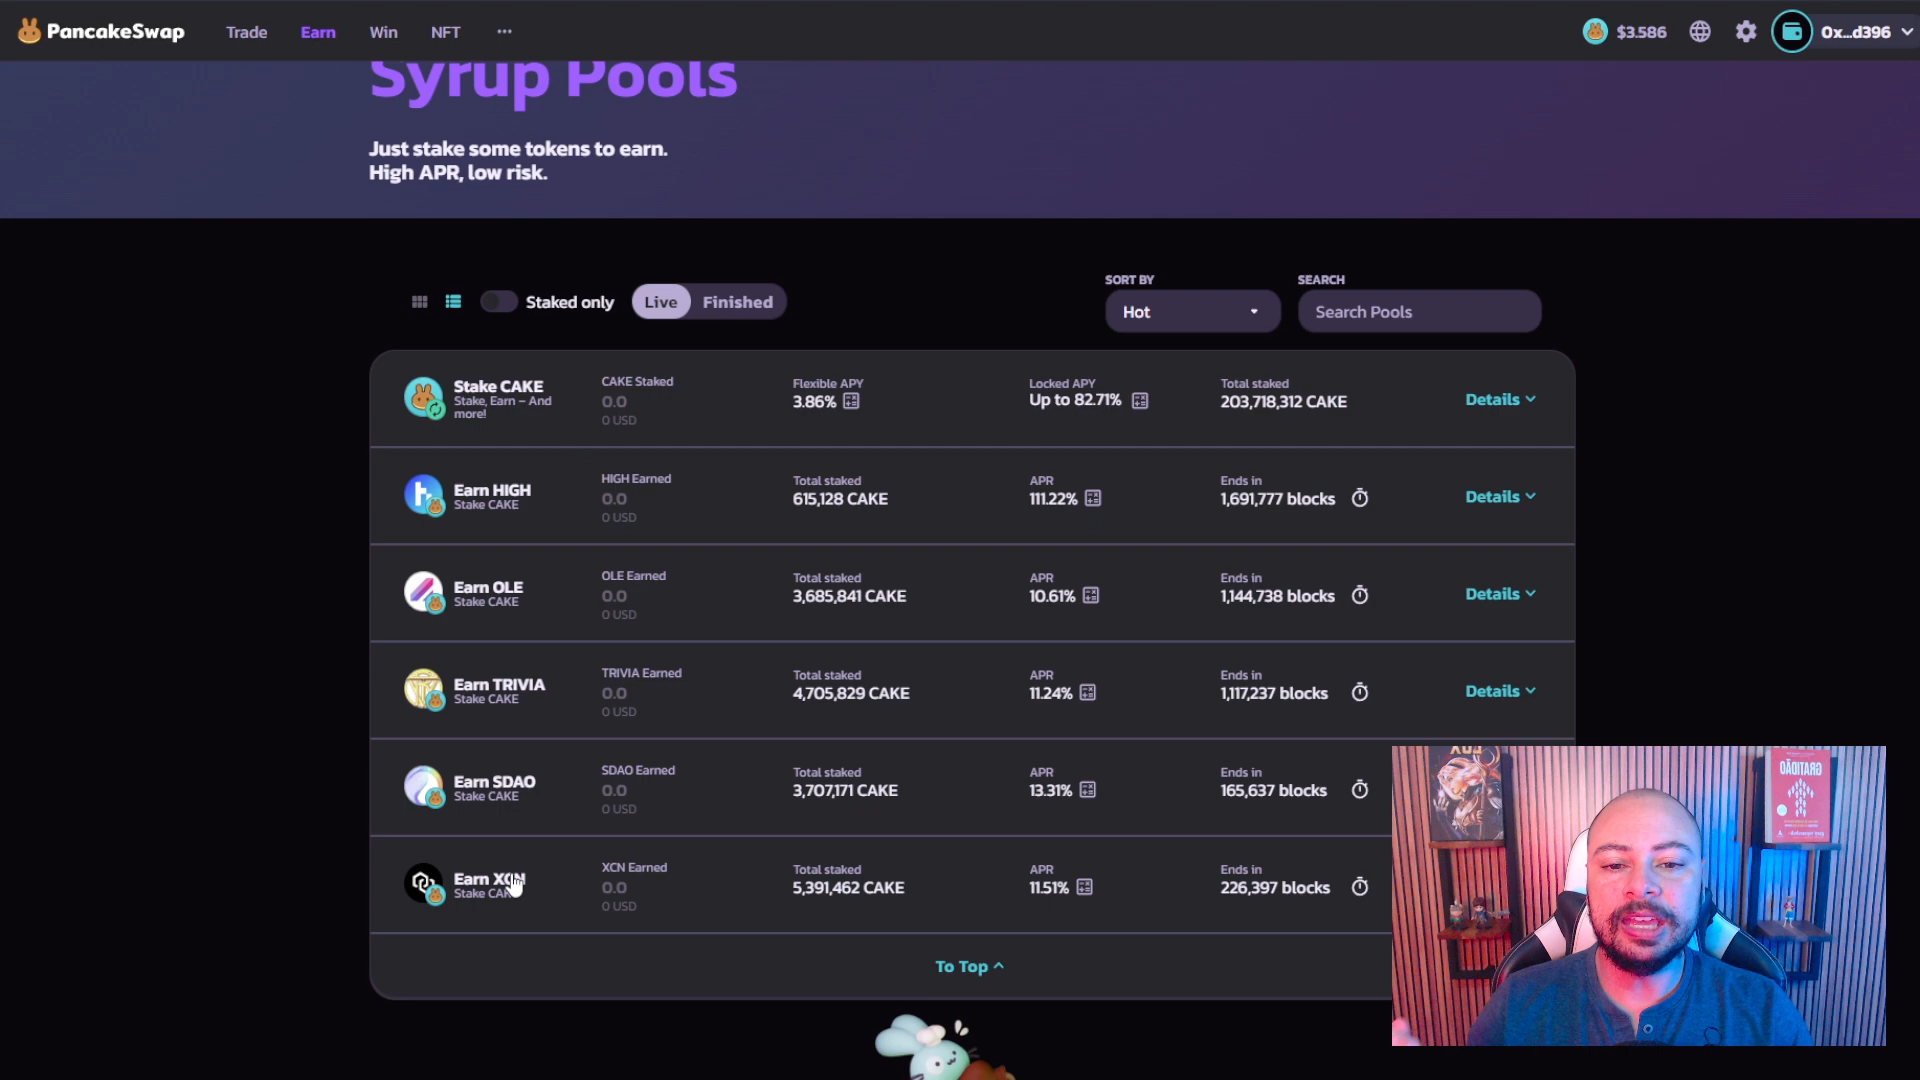 PancakeSwap
Trade
Earn
Win
NFT
$3.586
0x...d396
Syrup Pools
Just stake some tokens to earn.
High APR, low risk.
Staked only
Live
Finished
SORT BY
Hot
SEARCH
Search Pools
Stake CAKE
Stake, Earn – And
more!
CAKE Staked
0.0
0 USD
Flexible APY
3.86%
Locked APY
Up to 82.71%
Total staked
203,718,312 CAKE
Details
Earn HIGH
Stake CAKE
HIGH Earned
0.0
0 USD
Total staked
615,128 CAKE
APR
111.22%
Ends in
1,691,777 blocks
Details
Earn OLE
Stake CAKE
OLE Earned
0.0
0 USD
Total staked
3,685,841 CAKE
APR
10.61%
Ends in
1,144,738 blocks
Details
Earn TRIVIA
Stake CAKE
TRIVIA Earned
0.0
0 USD
Total staked
4,705,829 CAKE
APR
11.24%
Ends in
1,117,237 blocks
Details
Earn SDAO
Stake CAKE
SDAO Earned
0.0
0 USD
Total staked
3,707,171 CAKE
APR
13.31%
Ends in
165,637 blocks
Earn XCN
Stake CAKE
XCN Earned
0.0
0 USD
Total staked
5,391,462 CAKE
APR
11.51%
Ends in
226,397 blocks
To Top
GRATIDÃO